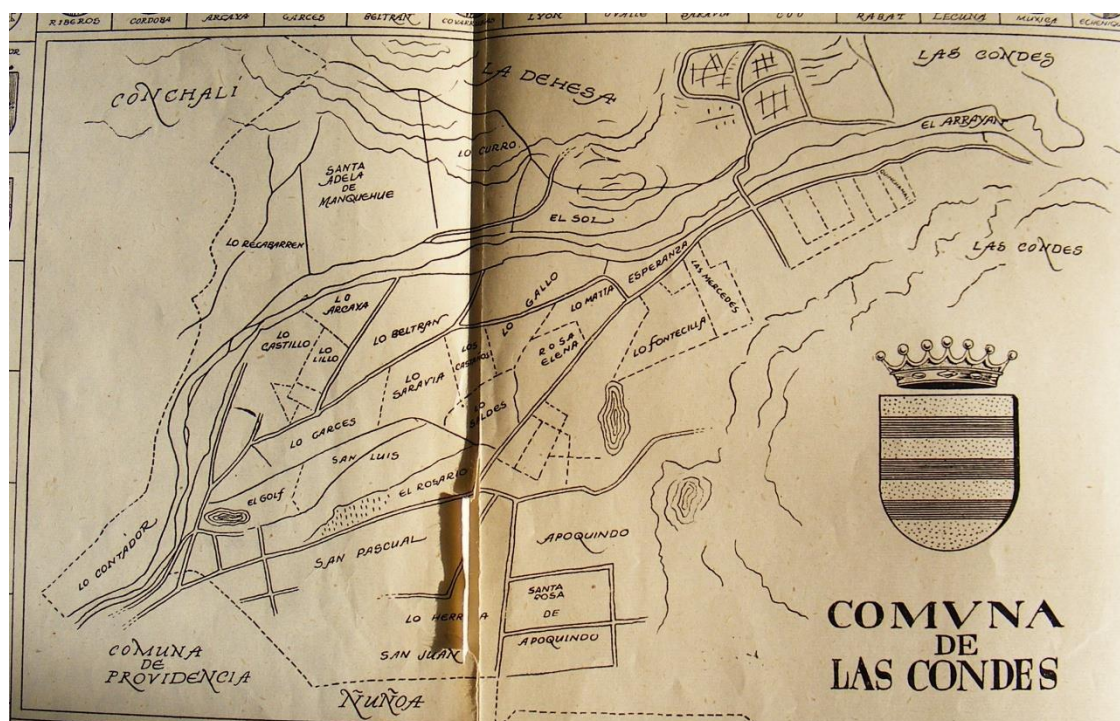 RIBEROS CORDOBA ARCAYA GARCES BELTRAN LYON OVALLE SARAVIA RABAT LECUNA MUXICA
CONCHALI
LA DEHESA
LAS CONDES
EL ARRAYAN
LO CURRO
SANTA
ADELA
DE
MANQUEHUE
EL SOL
LO RECABARREN
LAS CONDES
ESPERANZA
LAS MERCEDES
LO
GALLO
LO MATTA
LO
ARCAYA
LO
CASTILLO
LO
LILLO
LO BELTRAN
ROSA
ELENA
LO FONTECILLA
LO
SARAVIA
LOS
LO
SALDES
LO GARCES
SAN LUIS
EL GOLF
EL ROSARIO
LO CONTADOR
SAN PASCUAL
APOQUINDO
SANTA
ROSA
DE
APOQUINDO
SAN JUAN
COMUNA
DE
PROVIDENCIA
ÑUÑOA
COMVNA
DE
LAS CONDES